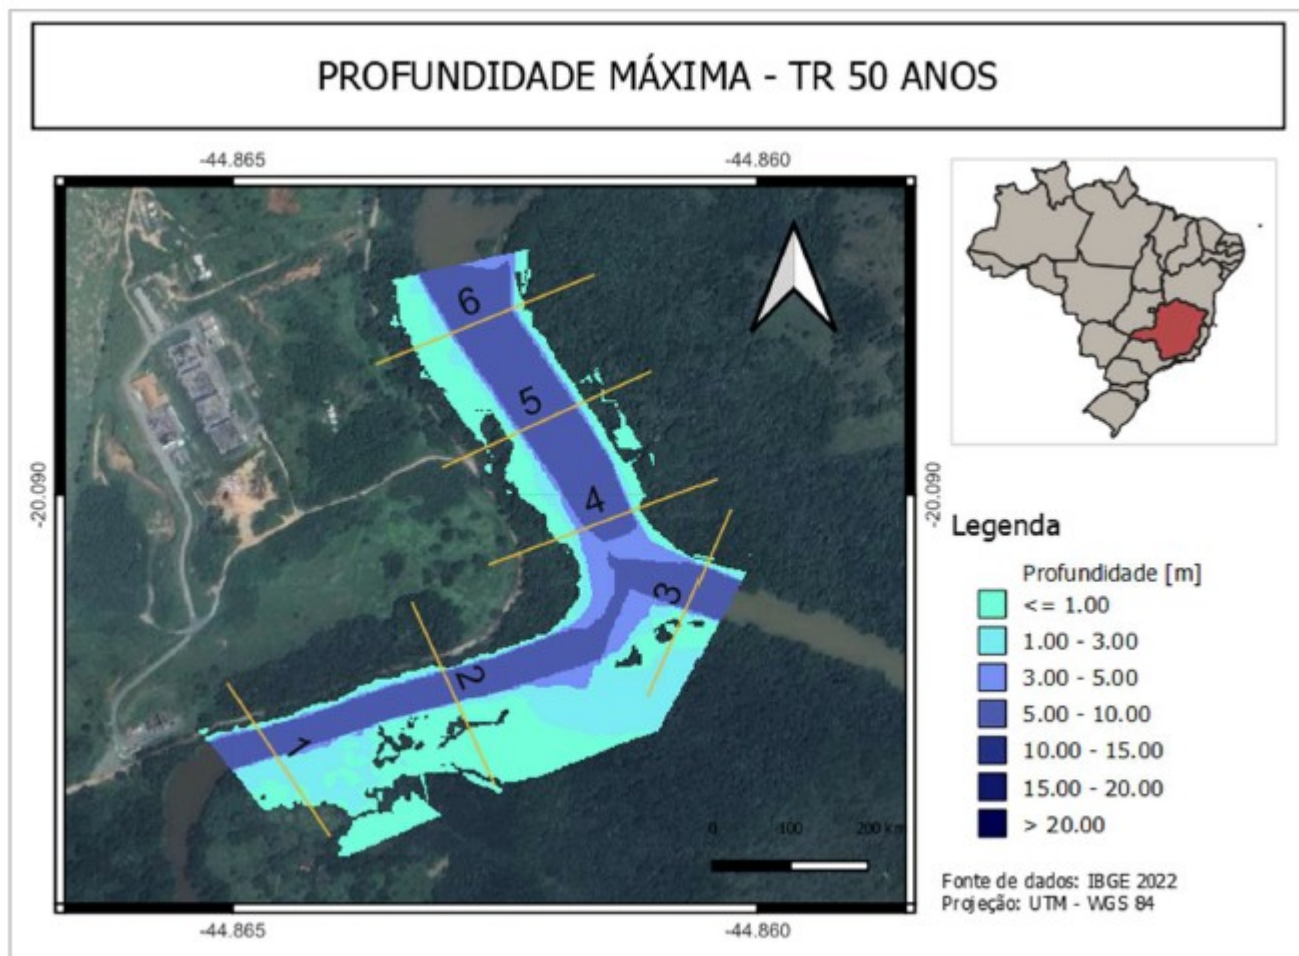 PROFUNDIDADE MÁXIMA - TR 50 ANOS
-44.865
-44.860
-20.090
-20.090
6
5
4
3
2
1
0
100
200 km
-44.865
-44.860
Legenda
Profundidade [m]
<= 1.00
1.00 - 3.00
3.00 - 5.00
5.00 - 10.00
10.00 - 15.00
15.00 - 20.00
> 20.00
Fonte de dados: IBGE 2022
Projeção: UTM - WGS 84